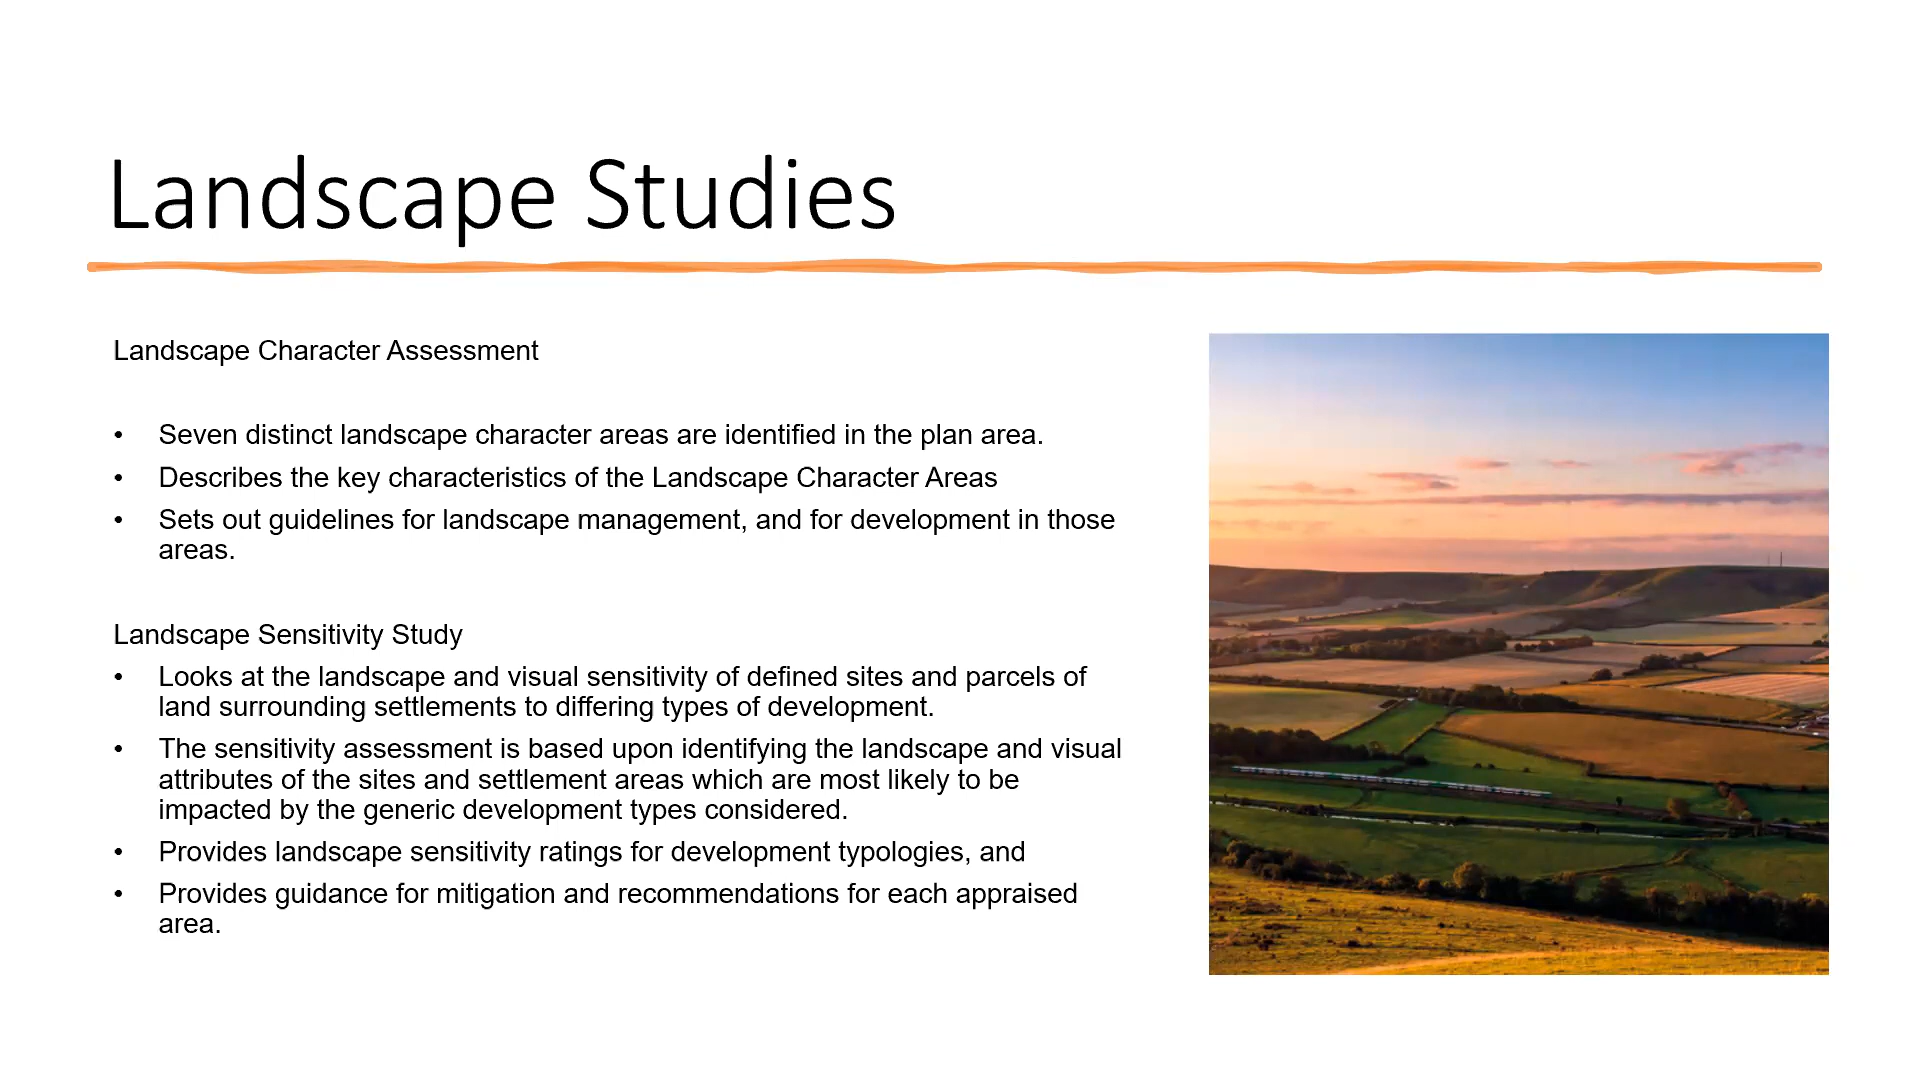 Landscape Studies
Landscape Character Assessment
• Seven distinct landscape character areas are identified in the plan area.
• Describes the key characteristics of the Landscape Character Areas
• Sets out guidelines for landscape management, and for development in those
areas.
Landscape Sensitivity Study
• Looks at the landscape and visual sensitivity of defined sites and parcels of
land surrounding settlements to differing types of development.
• The sensitivity assessment is based upon identifying the landscape and visual
attributes of the sites and settlement areas which are most likely to be
impacted by the generic development types considered.
• Provides landscape sensitivity ratings for development typologies, and
• Provides guidance for mitigation and recommendations for each appraised
area.